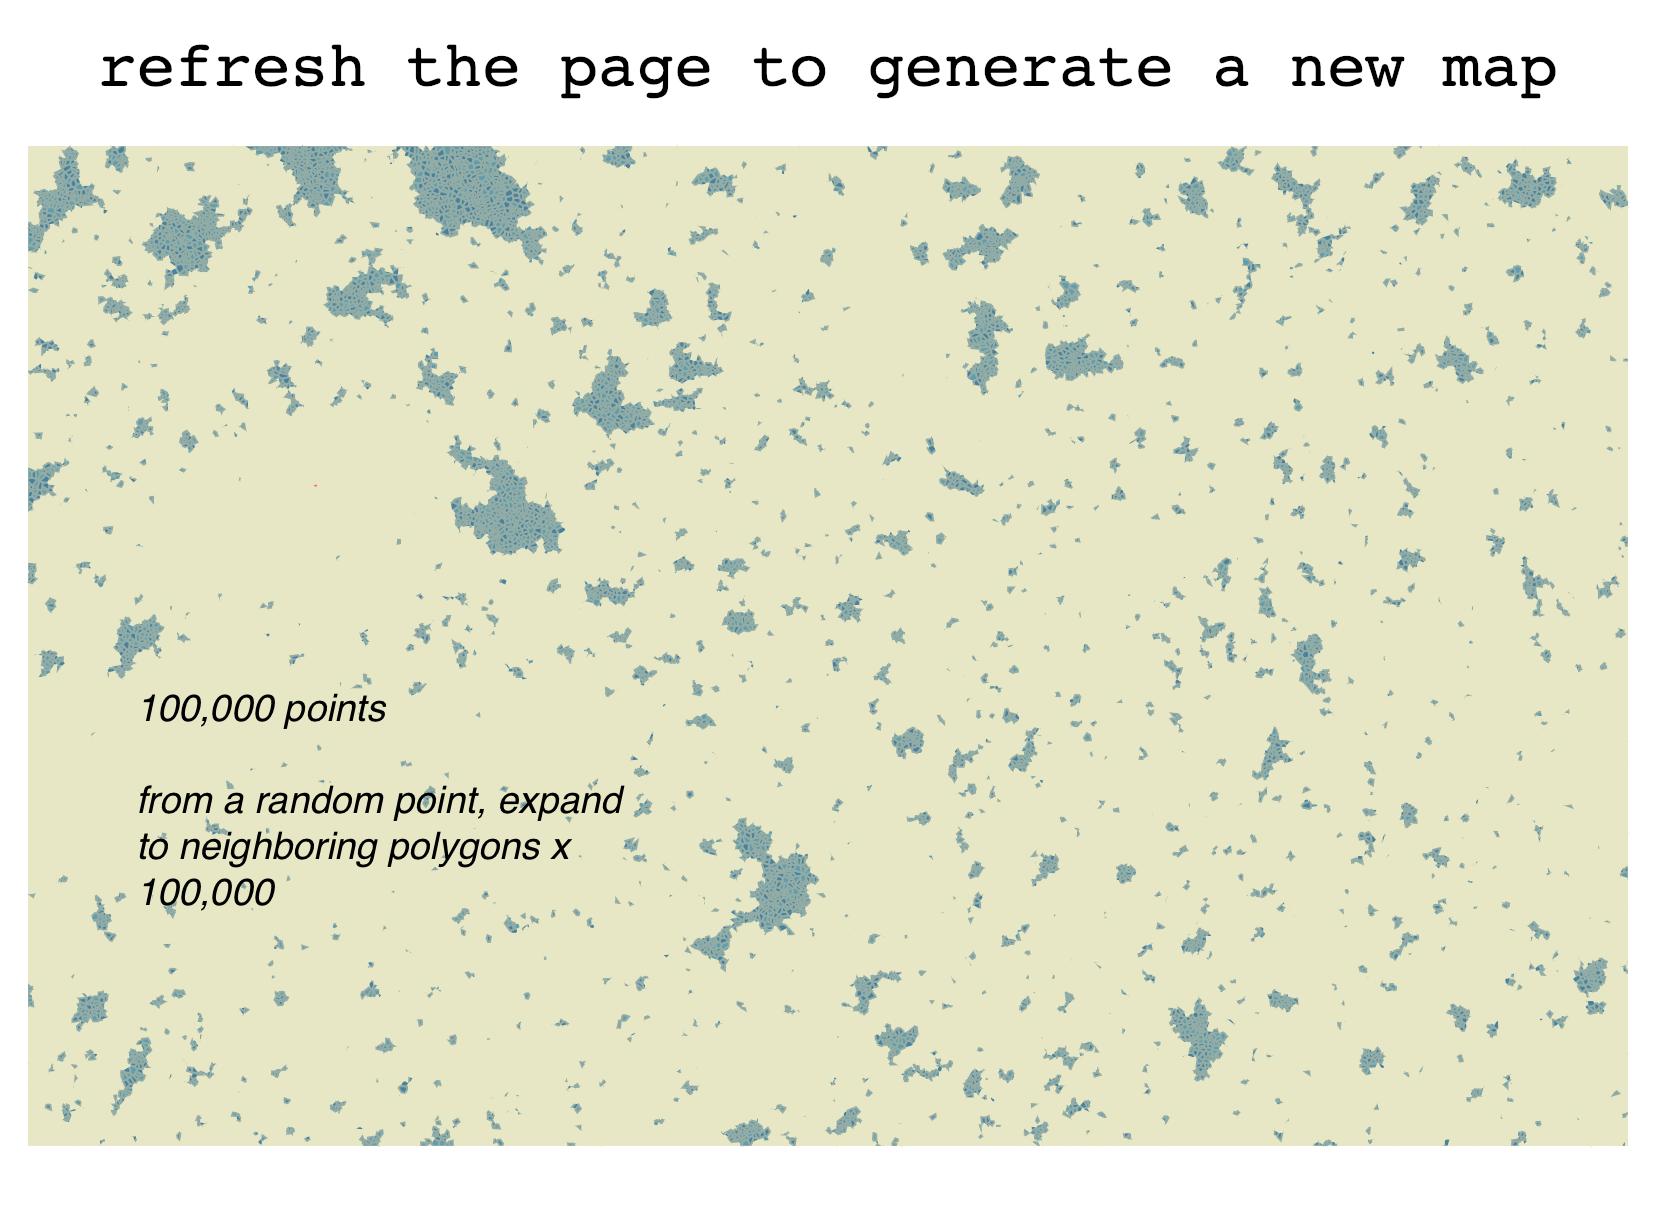 refresh the page to generate a new map
100,000 points
from a random point, expand
to neighboring polygons x
100,000